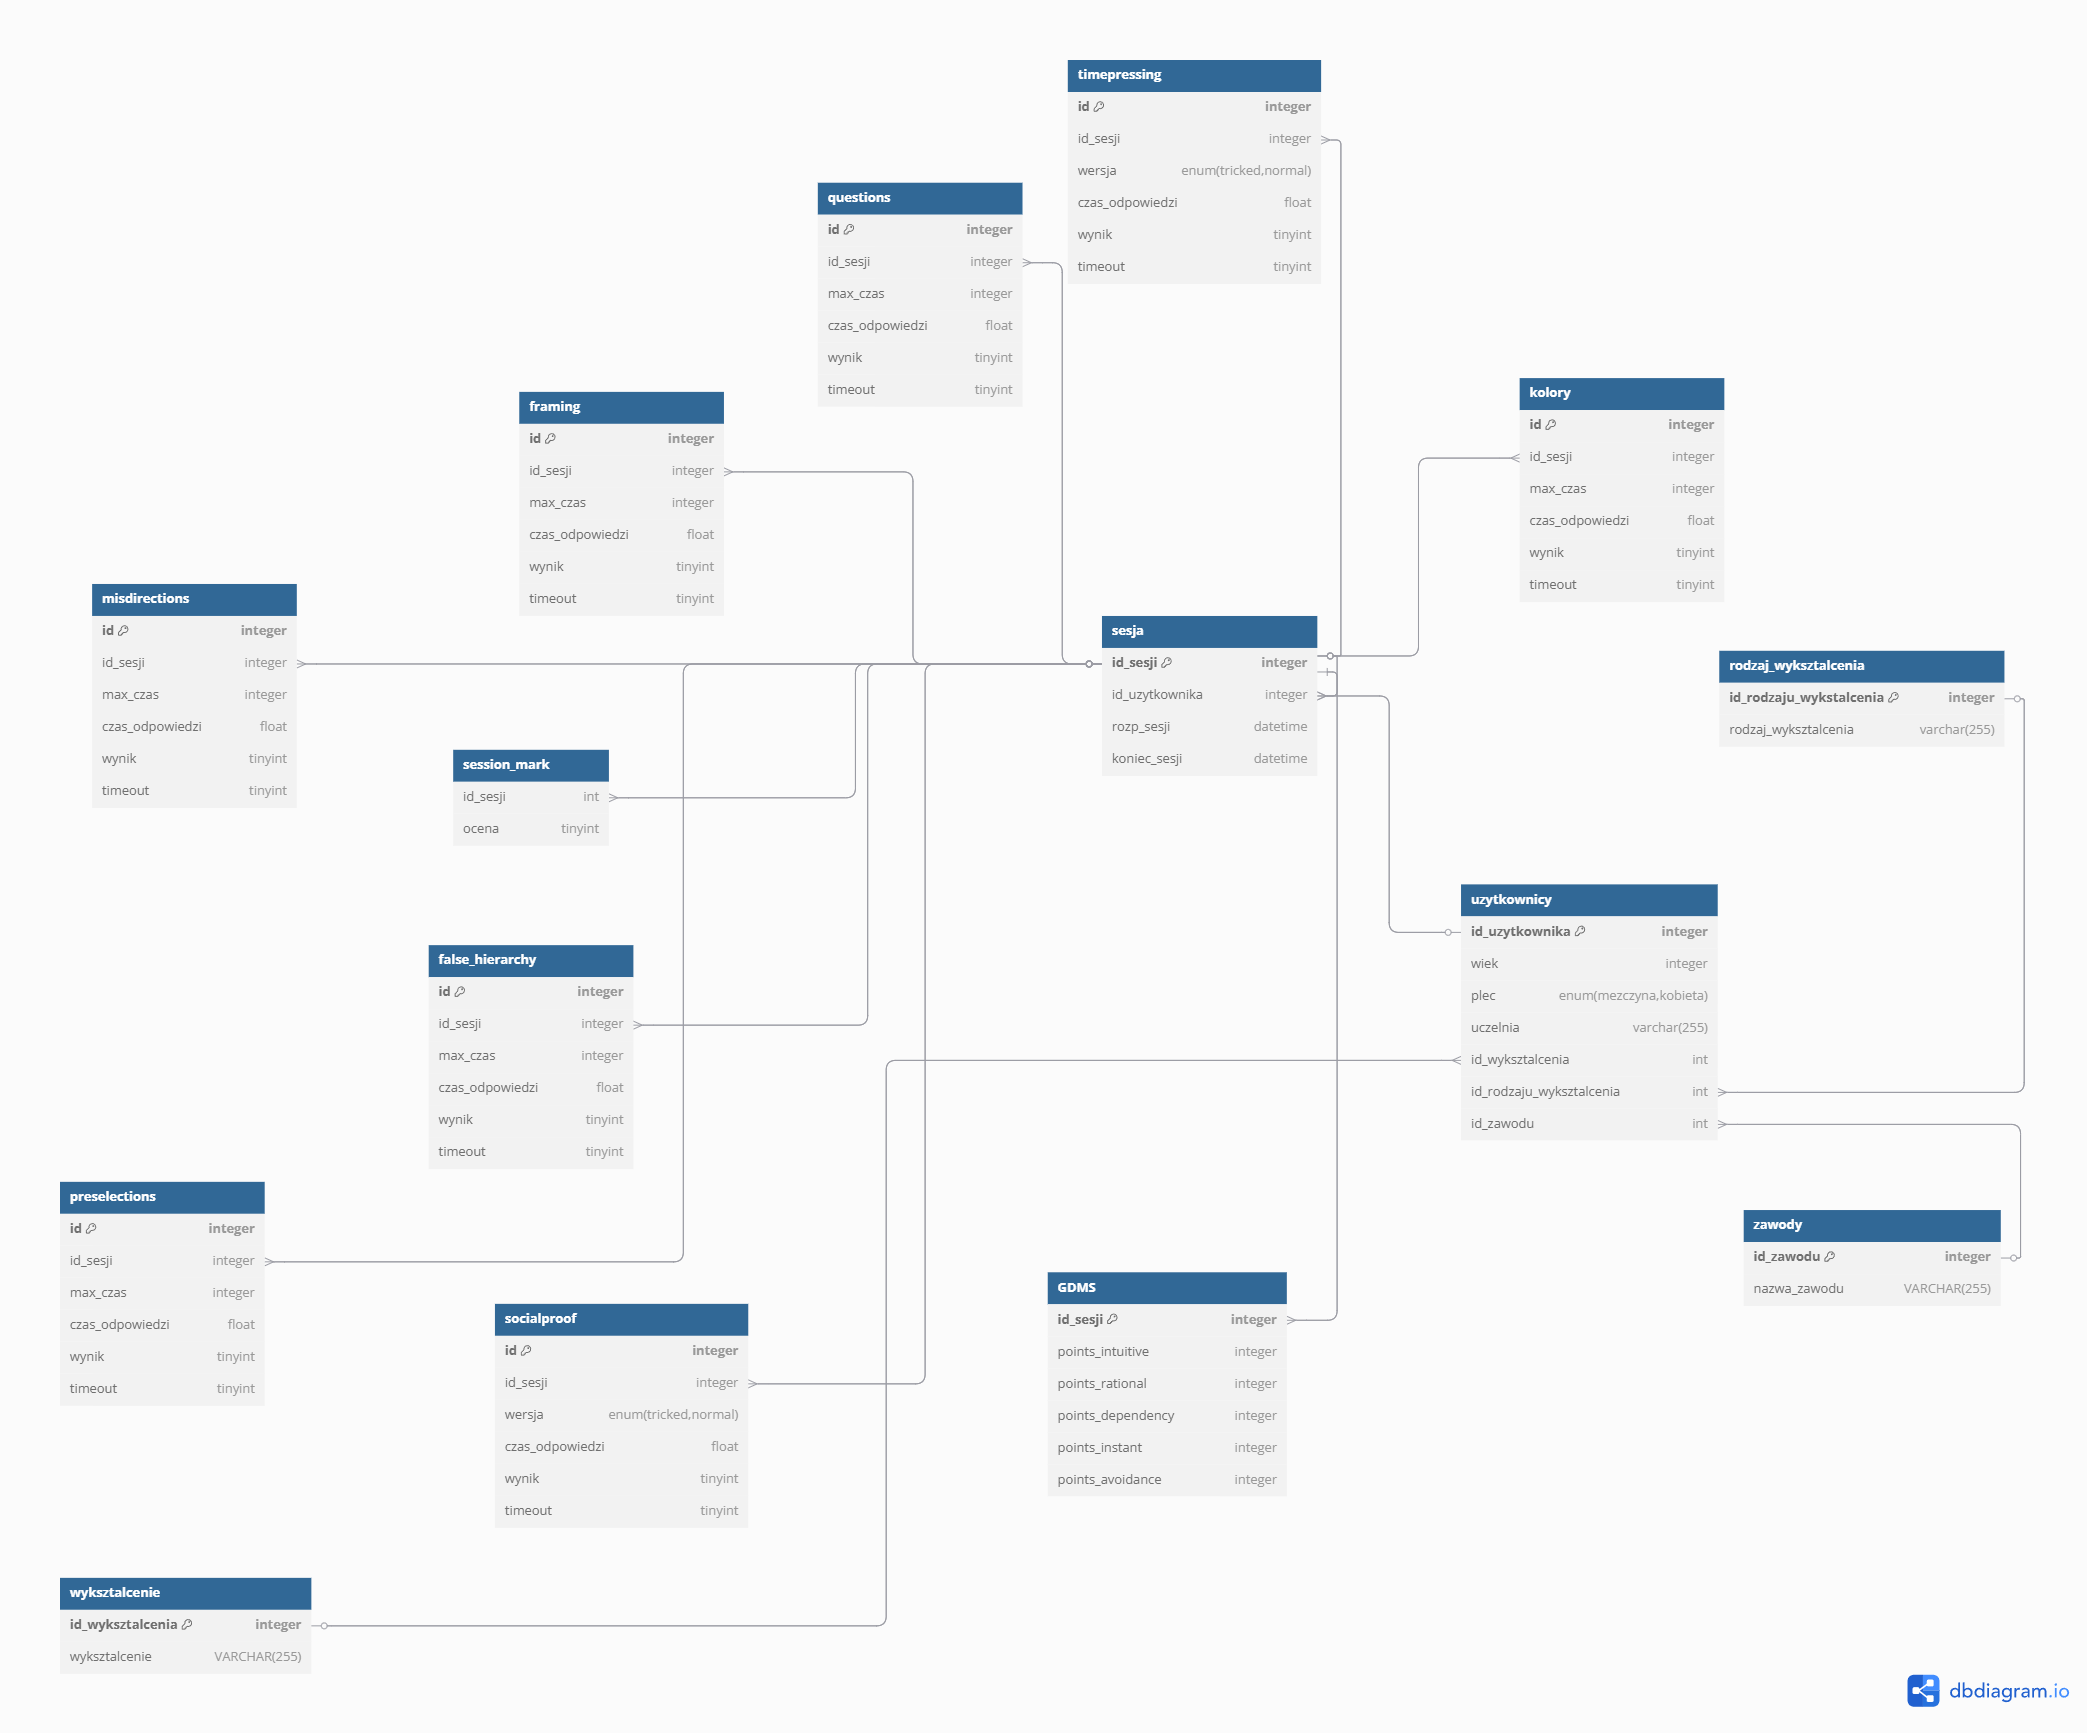 timepressing
id integer
id_sesji integer
wersja enum(tricked,normal)
czas_odpowiedzi float
wynik tinyint
timeout tinyint
questions
id integer
id_sesji integer
max_czas integer
czas_odpowiedzi float
wynik tinyint
timeout tinyint
framing
id integer
id_sesji integer
max_czas integer
czas_odpowiedzi float
wynik tinyint
timeout tinyint
kolory
id integer
id_sesji integer
max_czas integer
czas_odpowiedzi float
wynik tinyint
timeout tinyint
misdirections
id integer
id_sesji integer
max_czas integer
czas_odpowiedzi float
wynik tinyint
timeout tinyint
sesja
id_sesji integer
id_uzytkownika integer
rozp_sesji datetime
koniec_sesji datetime
rodzaj_wyksztalcenia
id_rodzaju_wykstalcenia integer
rodzaj_wyksztalcenia varchar(255)
session_mark
id_sesji int
ocena tinyint
uzytkownicy
id_uzytkownika integer
wiek integer
plec enum(mezczyna,kobieta)
uczelnia varchar(255)
id_wyksztalcenia int
id_rodzaju_wyksztalcenia int
id_zawodu int
false_hierarchy
id integer
id_sesji integer
max_czas integer
czas_odpowiedzi float
wynik tinyint
timeout tinyint
preselections
id integer
id_sesji integer
max_czas integer
czas_odpowiedzi float
wynik tinyint
timeout tinyint
zawody
id_zawodu integer
nazwa_zawodu VARCHAR(255)
GDMS
id_sesji integer
points_intuitive integer
points_rational integer
points_dependency integer
points_instant integer
points_avoidance integer
socialproof
id integer
id_sesji integer
wersja enum(tricked,normal)
czas_odpowiedzi float
wynik tinyint
timeout tinyint
wyksztalcenie
id_wyksztalcenia integer
wyksztalcenie VARCHAR(255)
dbdiagram.io